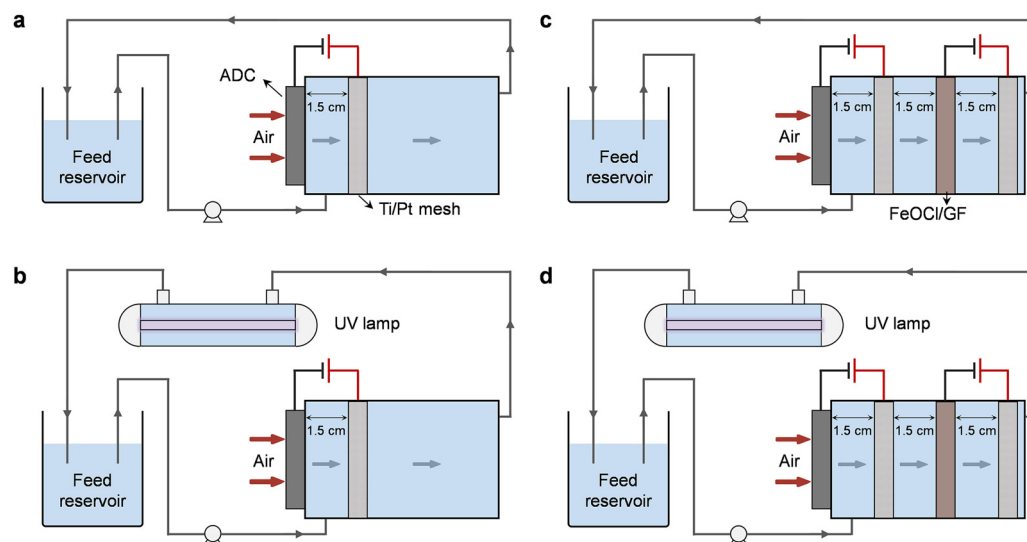 a
ADC
1.5 cm
Air
Feed
reservoir
Ti/Pt mesh
c
1.5 cm
1.5 cm
1.5 cm
Air
Feed
reservoir
FeOCl/GF
b
UV lamp
1.5 cm
Air
Feed
reservoir
d
UV lamp
1.5 cm
1.5 cm
1.5 cm
Air
Feed
reservoir